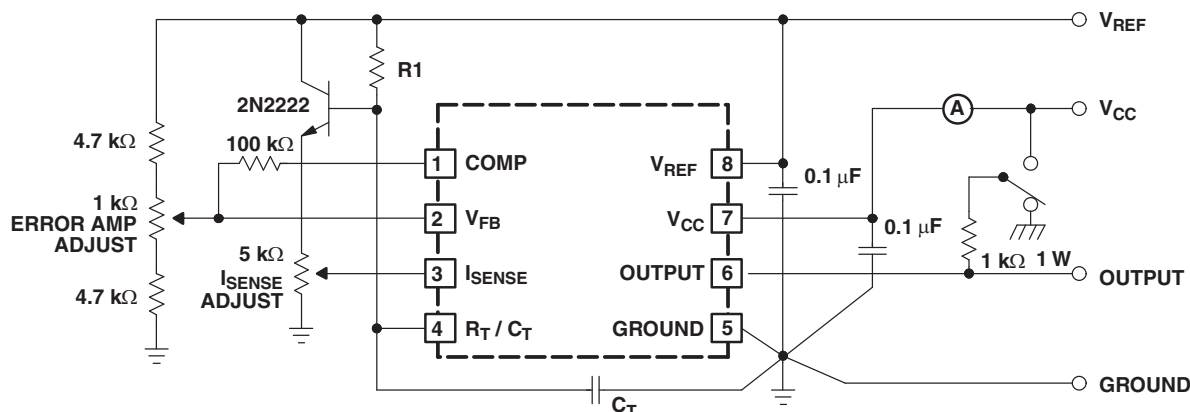 V_REF
R1
2N2222
A
V_CC
4.7 kΩ
100 kΩ
1 COMP
V_REF 8
0.1 μF
1 kΩ
ERROR AMP
ADJUST
2 V_FB
V_CC 7
0.1 μF
5 kΩ
I_SENSE
ADJUST
3 I_SENSE
OUTPUT 6
1 kΩ 1 W
OUTPUT
4.7 kΩ
4 R_T / C_T
GROUND 5
GROUND
C_T